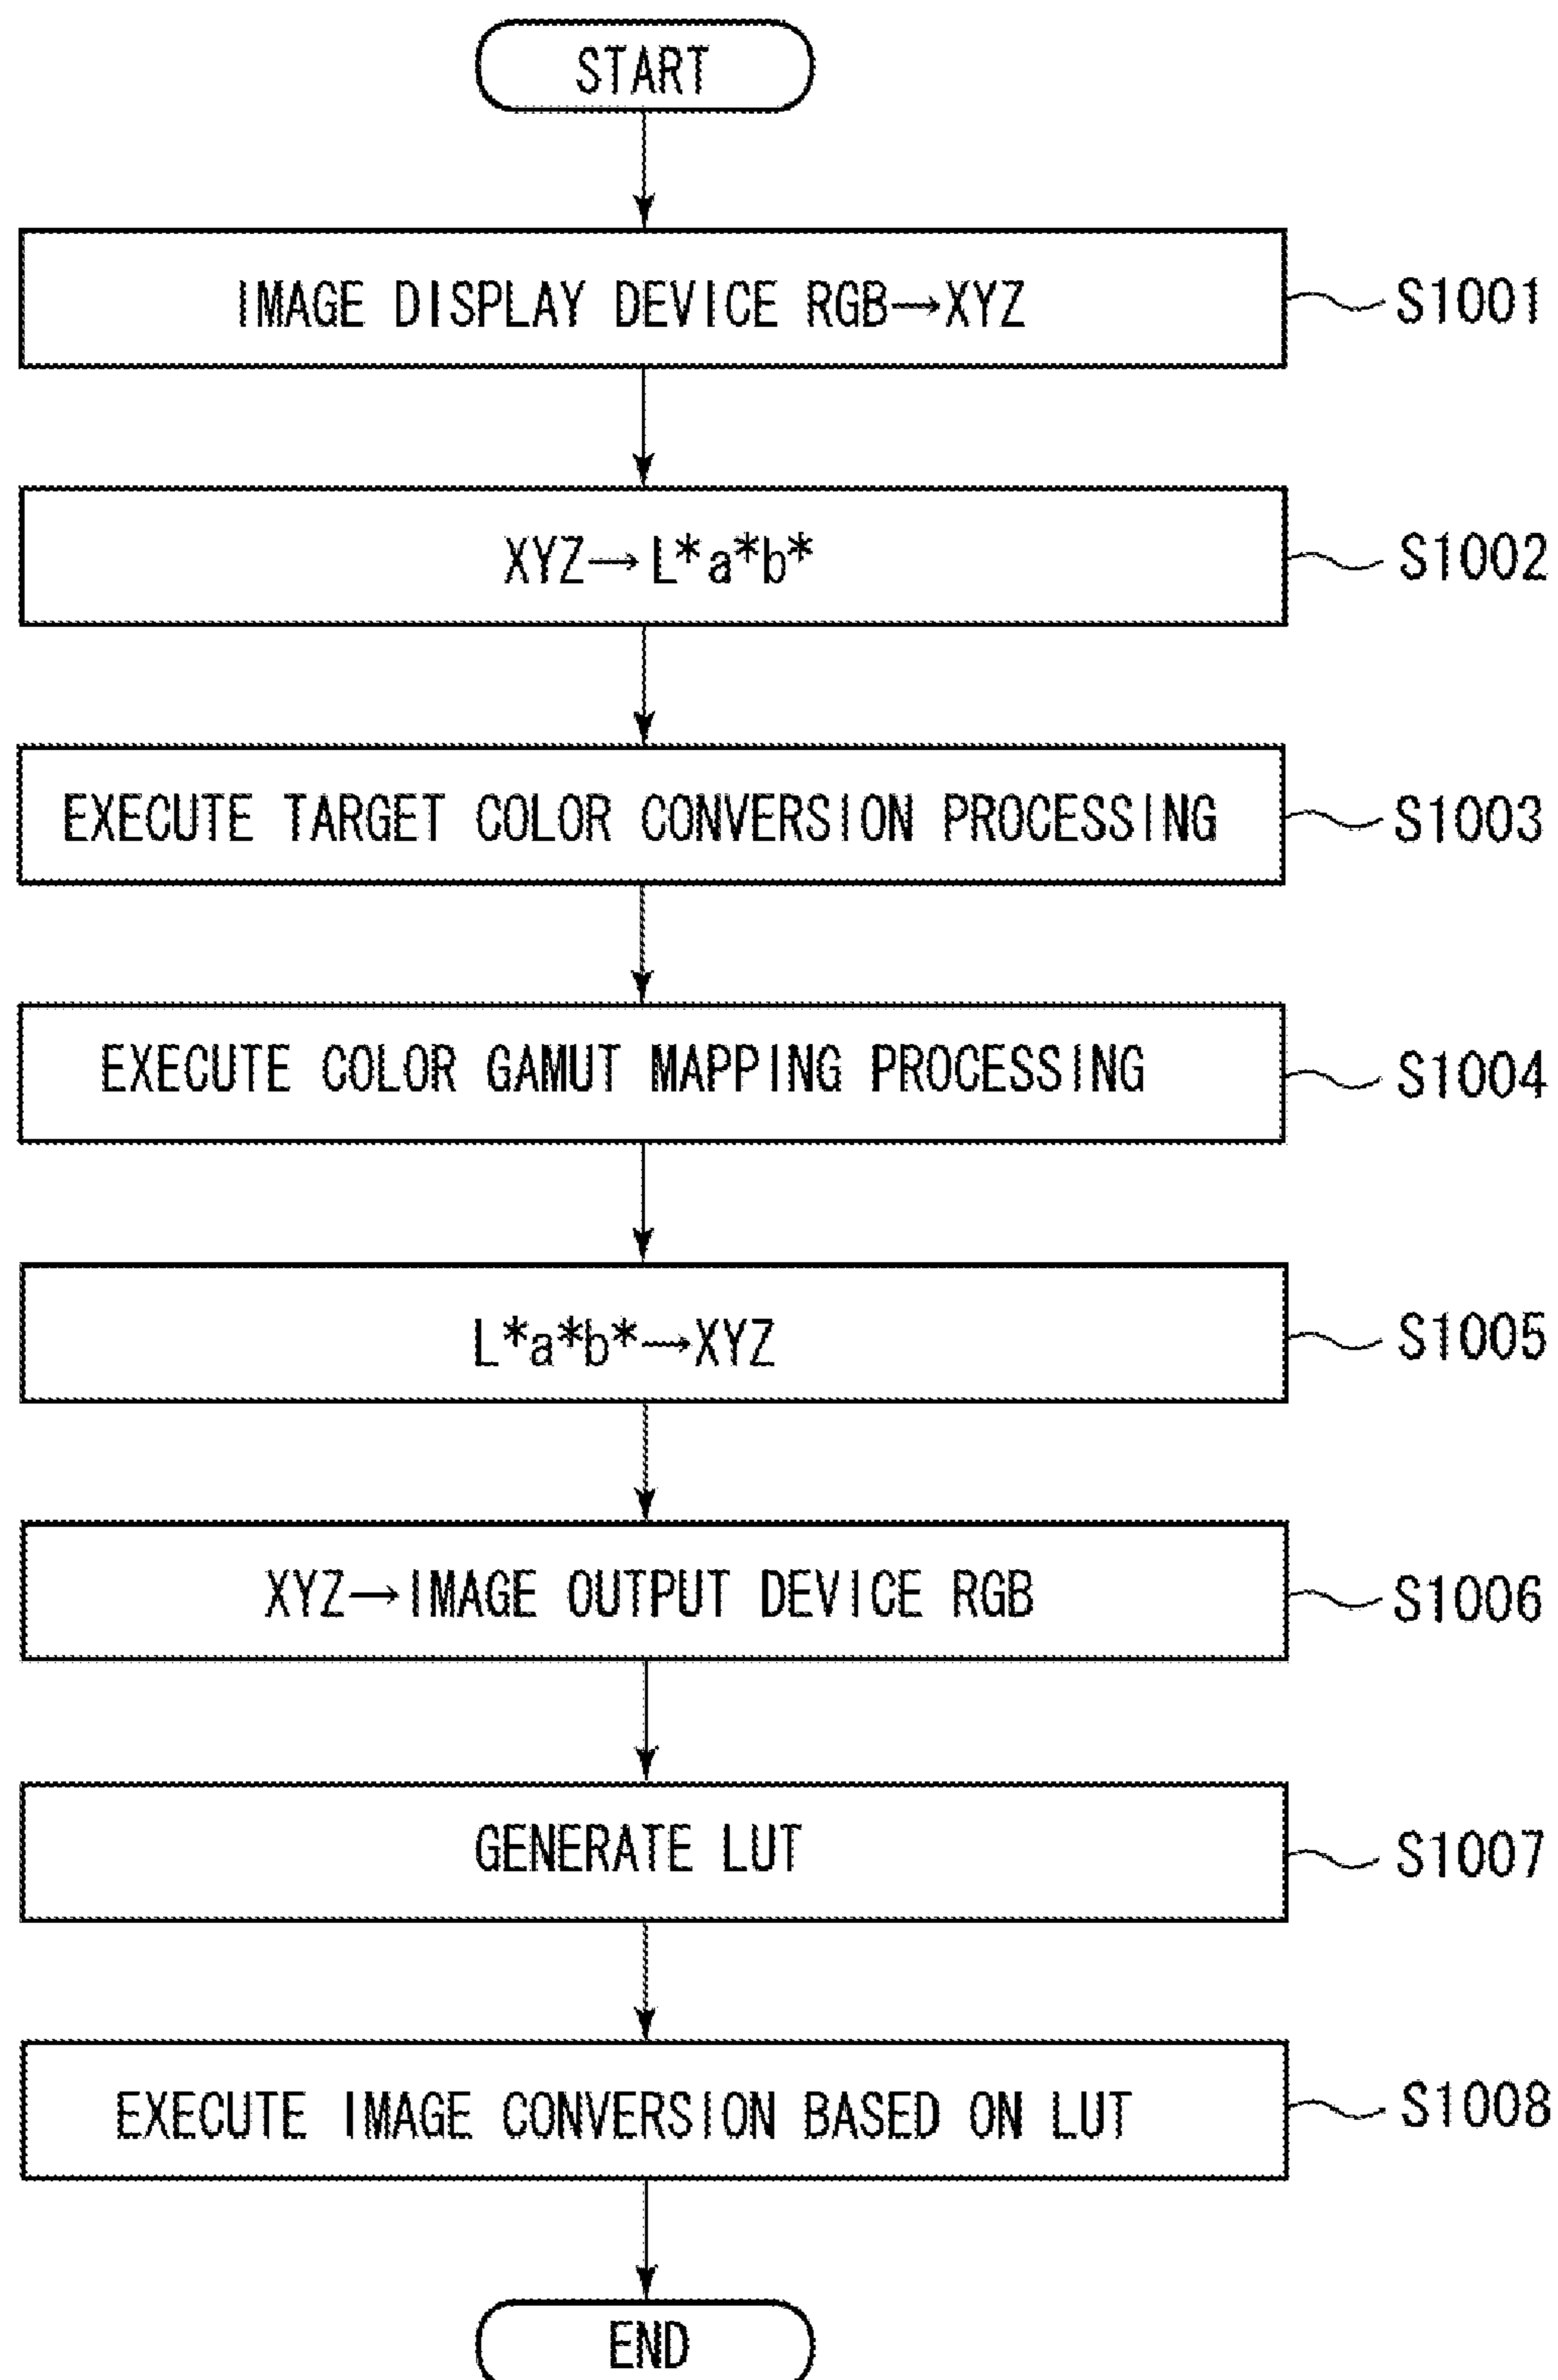 START
IMAGE DISPLAY DEVICE RGB→XYZ
S1001
XYZ→L*a*b*
S1002
EXECUTE TARGET COLOR CONVERSION PROCESSING
S1003
EXECUTE COLOR GAMUT MAPPING PROCESSING
S1004
L*a*b*→XYZ
S1005
XYZ→IMAGE OUTPUT DEVICE RGB
S1006
GENERATE LUT
S1007
EXECUTE IMAGE CONVERSION BASED ON LUT
S1008
END